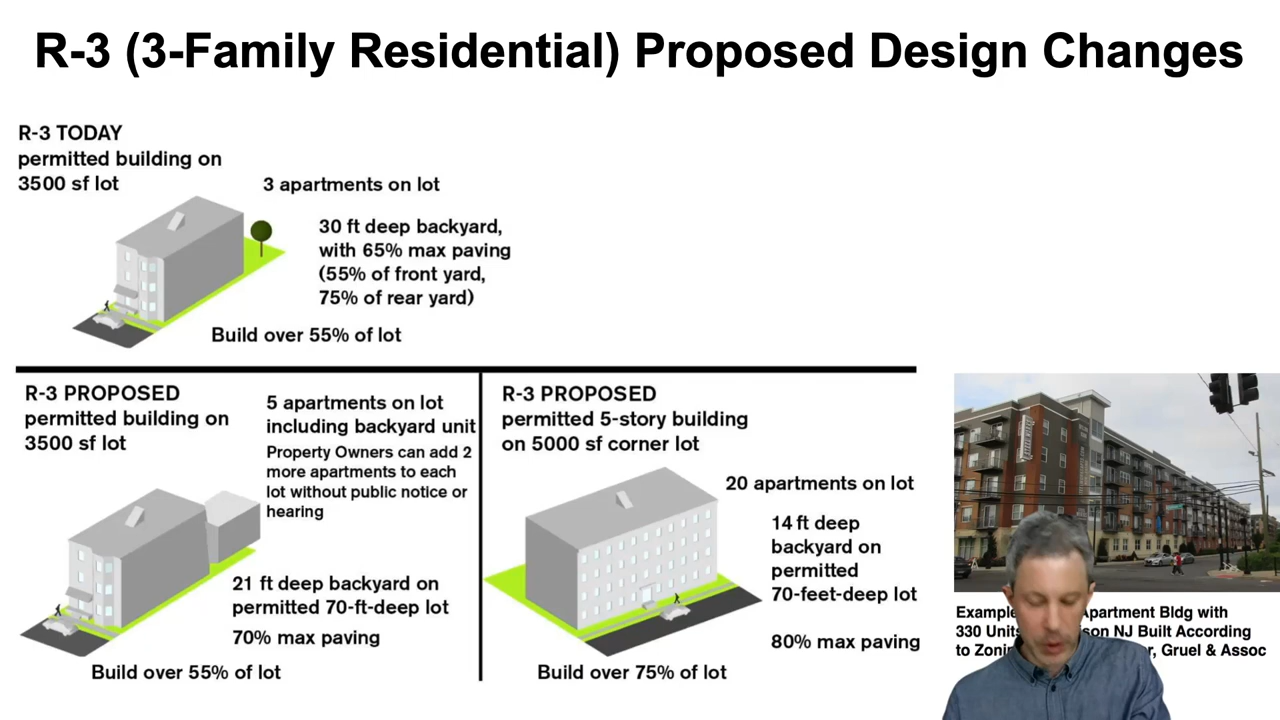 R-3 (3-Family Residential) Proposed Design Changes
R-3 TODAY
permitted building on
3500 sf lot
3 apartments on lot
30 ft deep backyard,
with 65% max paving
(55% of front yard,
75% of rear yard)
Build over 55% of lot
R-3 PROPOSED
permitted building on
3500 sf lot
5 apartments on lot
including backyard unit
Property Owners can add 2
more apartments to each
lot without public notice or
hearing
21 ft deep backyard on
permitted 70-ft-deep lot
70% max paving
Build over 55% of lot
R-3 PROPOSED
permitted 5-story building
on 5000 sf corner lot
20 apartments on lot
14 ft deep
backyard on
permitted
70-feet-deep lot
80% max paving
Build over 75% of lot
Example Apartment Bldg with
330 Units NJ Built According
to Gruel & Assoc